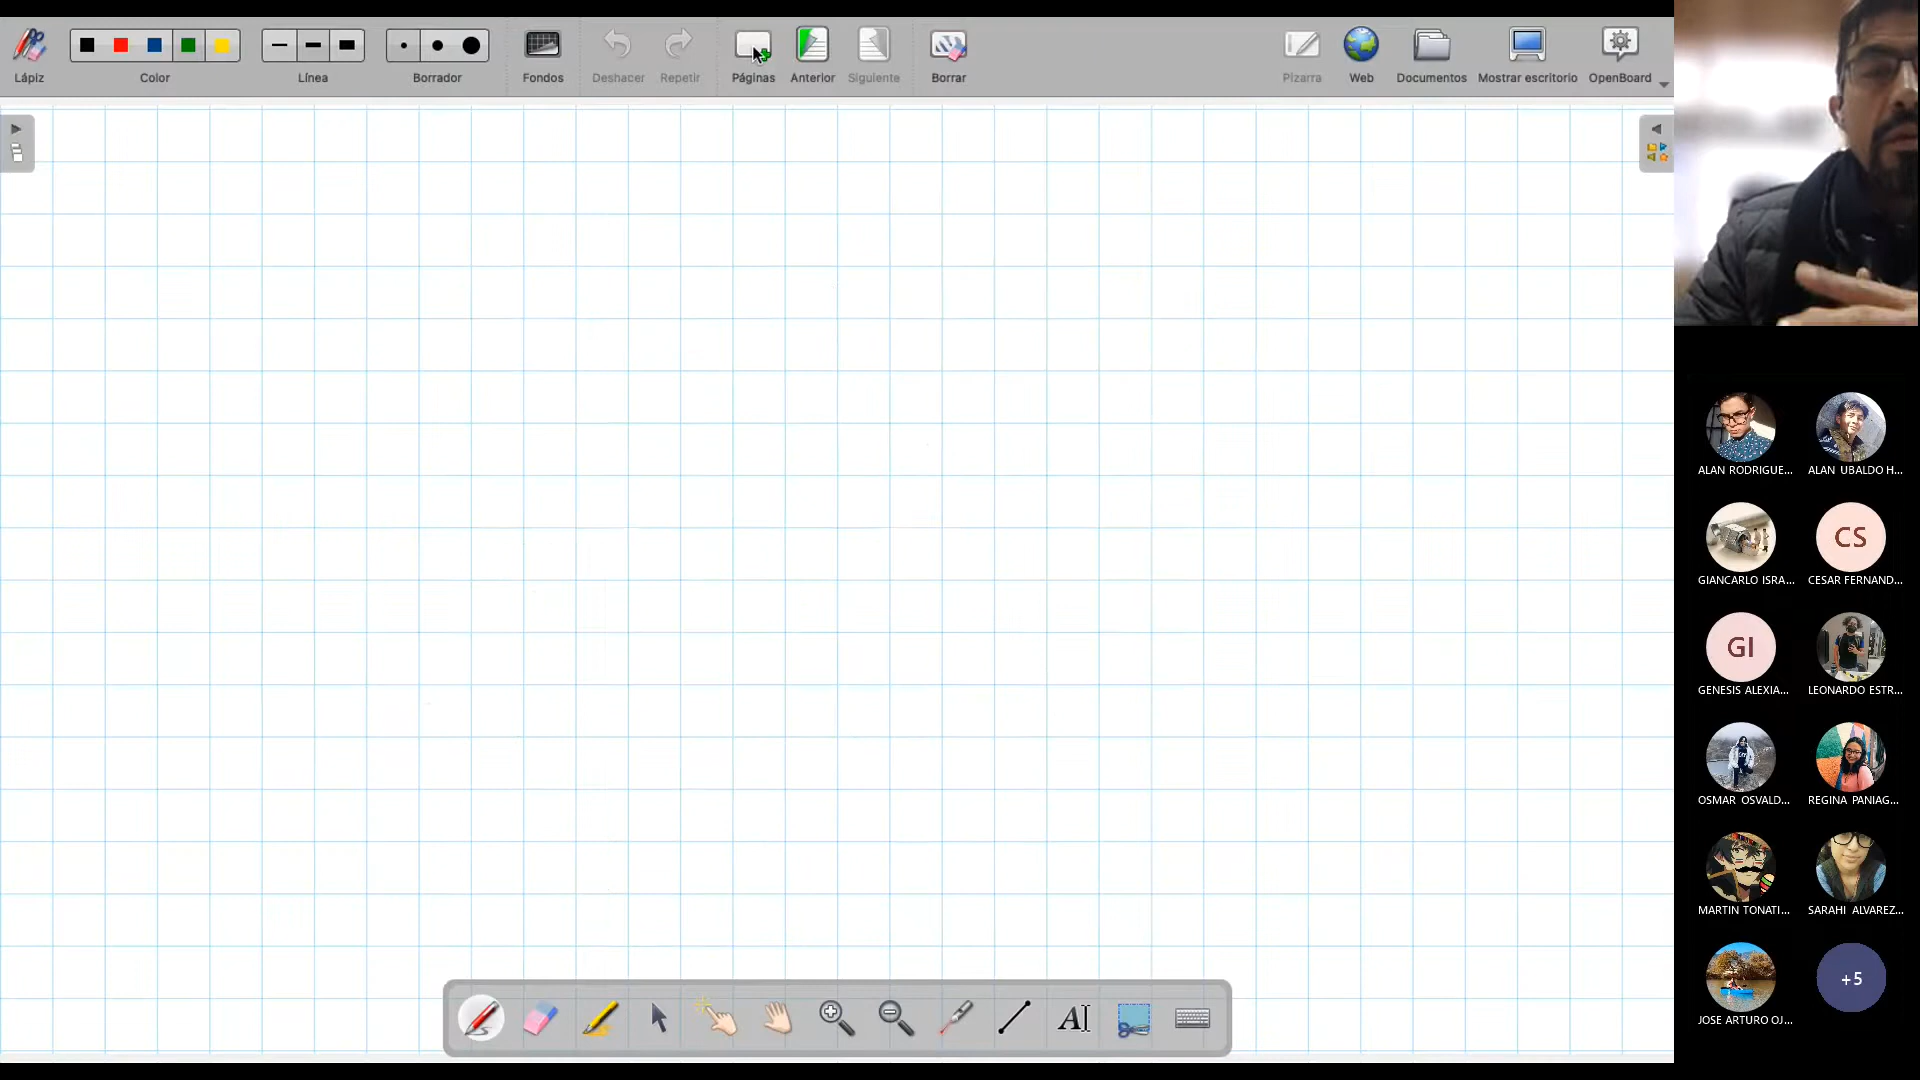 Lápiz
Color
Línea
Borrador
Fondos
Deshacer
Repetir
Páginas
Anterior
Siguiente
Borrar
Pizarra
Web
Documentos
Mostrar escritorio
OpenBoard
ALAN RODRIGUE...
ALAN UBALDO H...
GIANCARLO ISRA...
CS
CESAR FERNAND...
GI
GENESIS ALEXIA...
LEONARDO ESTR...
OSMAR OSVALD...
REGINA PANIAG...
MARTIN TONATI...
SARAHI ALVAREZ...
JOSE ARTURO OJ...
+5